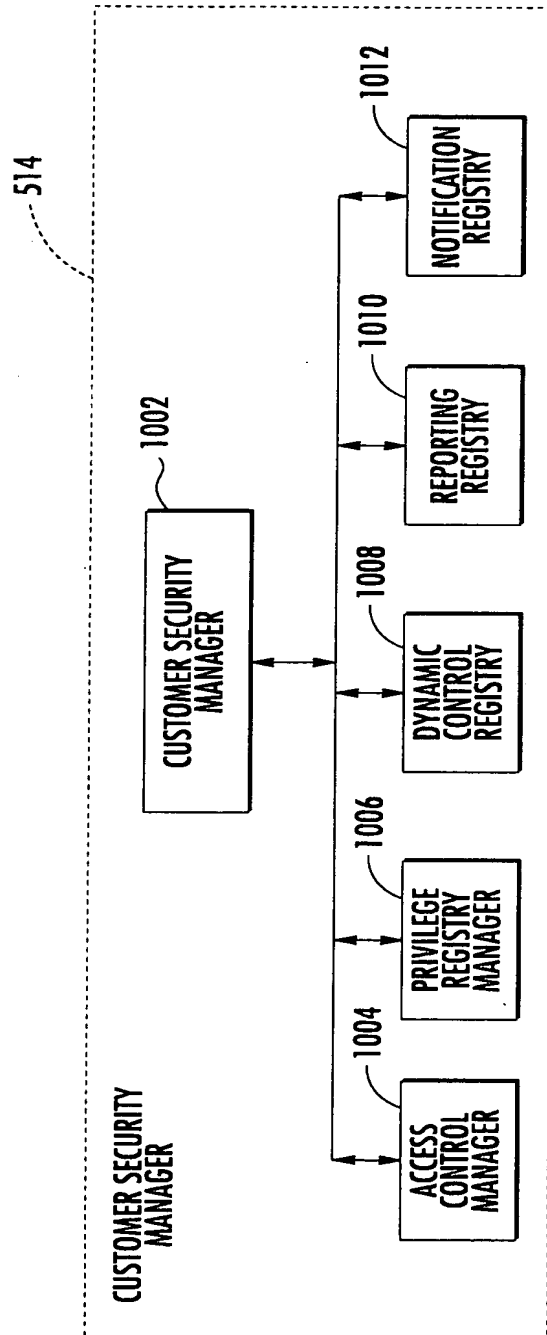 514
CUSTOMER SECURITY
MANAGER
1002
CUSTOMER SECURITY
MANAGER
1004
ACCESS
CONTROL
MANAGER
1006
PRIVILEGE
REGISTRY
MANAGER
1008
DYNAMIC
CONTROL
REGISTRY
1010
REPORTING
REGISTRY
1012
NOTIFICATION
REGISTRY